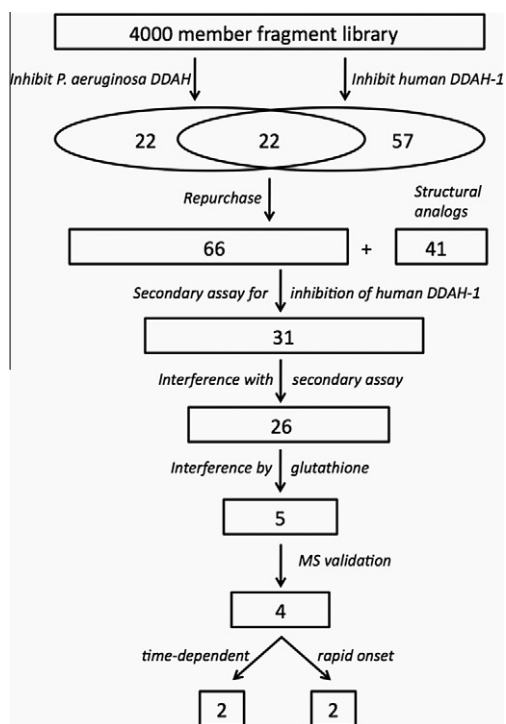 4000 member fragment library
Inhibit P. aeruginosa DDAH
Inhibit human DDAH-1
22 22 57
Repurchase
Structural
analogs
66 + 41
Secondary assay for inhibition of human DDAH-1
31
Interference with secondary assay
26
Interference by glutathione
5
MS validation
4
time-dependent rapid onset
2 2